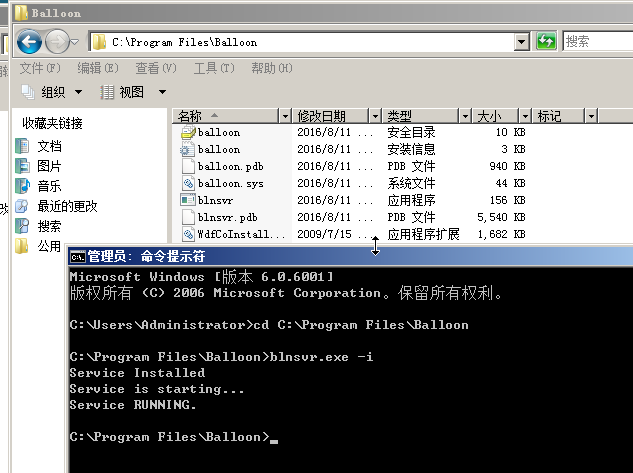 Balloon
C:\Program Files\Balloon
搜索
文件(F) 编辑(E) 查看(V) 工具(T) 帮助(H)
组织 视图
收藏夹链接
文档
图片
音乐
最近的更改
搜索
公用
名称 修改日期 类型 大小 标记
balloon 2016/8/11 ... 安全目录 10 KB
balloon 2016/8/11 ... 安装信息 3 KB
balloon.pdb 2016/8/11 ... PDB 文件 940 KB
balloon.sys 2016/8/11 ... 系统文件 44 KB
blnsvr 2016/8/11 ... 应用程序 156 KB
blnsvr.pdb 2016/8/11 ... PDB 文件 5,540 KB
WdfCoInstall... 2009/7/15 ... 应用程序扩展 1,682 KB
管理员: 命令提示符
Microsoft Windows [版本 6.0.6001]
版权所有 (C) 2006 Microsoft Corporation。保留所有权利。
C:\Users\Administrator>cd C:\Program Files\Balloon
C:\Program Files\Balloon>blnsvr.exe -i
Service Installed
Service is starting...
Service RUNNING.
C:\Program Files\Balloon>_